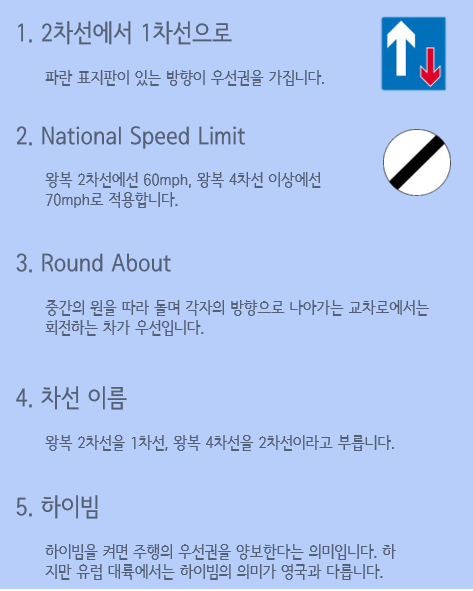 1. 2차선에서 1차선으로
파란 표지판이 있는 방향이 우선권을 가집니다.
2. National Speed Limit
왕복 2차선에선 60mph, 왕복 4차선 이상에선
70mph로 적용합니다.
3. Round About
중간의 원을 따라 돌며 각자의 방향으로 나아가는 교차로에서는
회전하는 차가 우선입니다.
4. 차선 이름
왕복 2차선을 1차선, 왕복 4차선을 2차선이라고 부릅니다.
5. 하이빔
하이빔을 켜면 주행의 우선권을 양보한다는 의미입니다. 하
지만 유럽 대륙에서는 하이빔의 의미가 영국과 다릅니다.